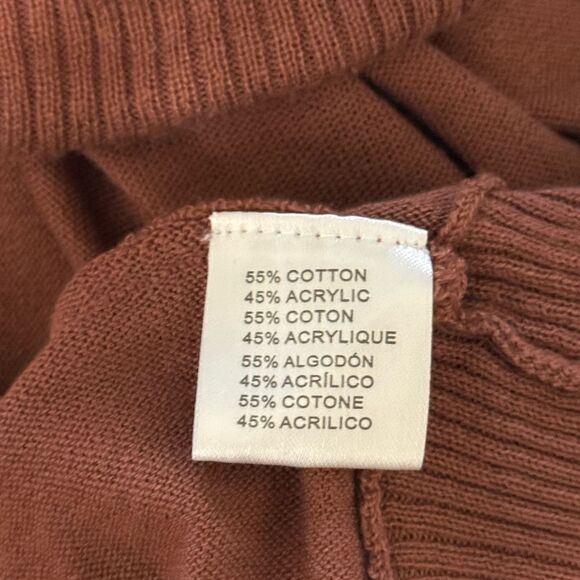 55% COTTON
45% ACRYLIC
55% COTON
45% ACRYLIQUE
55% ALGODÓN
45% ACRÍLICO
55% COTONE
45% ACRILICO